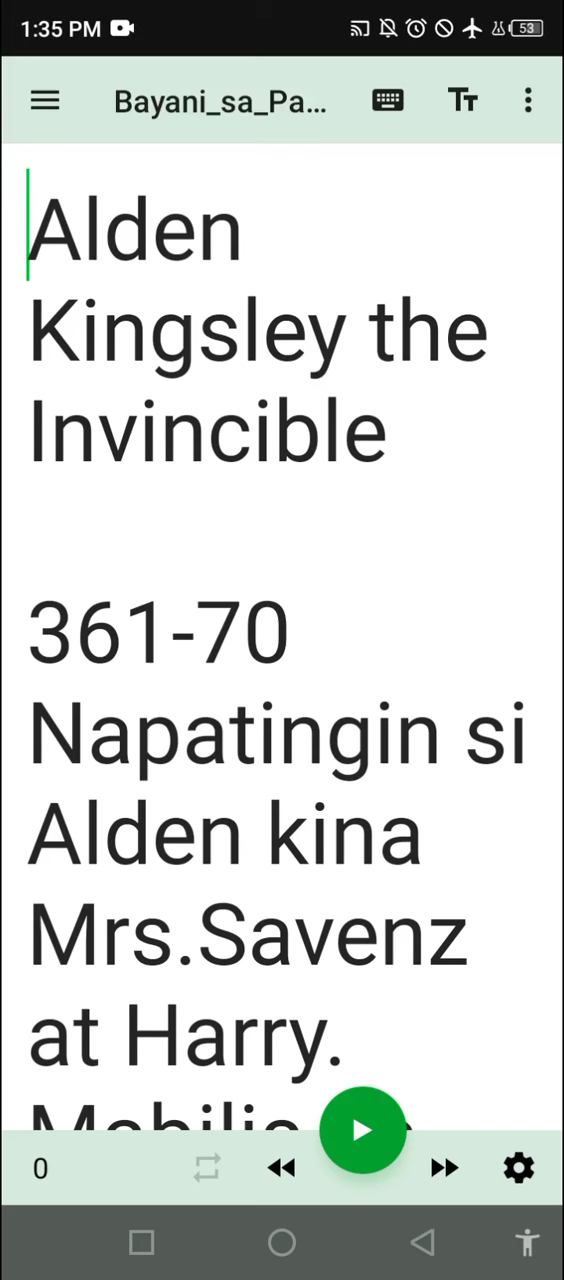 1:35 PM
53
Bayani_sa_Pa...
Alden
Kingsley the
Invincible
361-70
Napatingin si
Alden kina
Mrs.Savenz
at Harry.
0